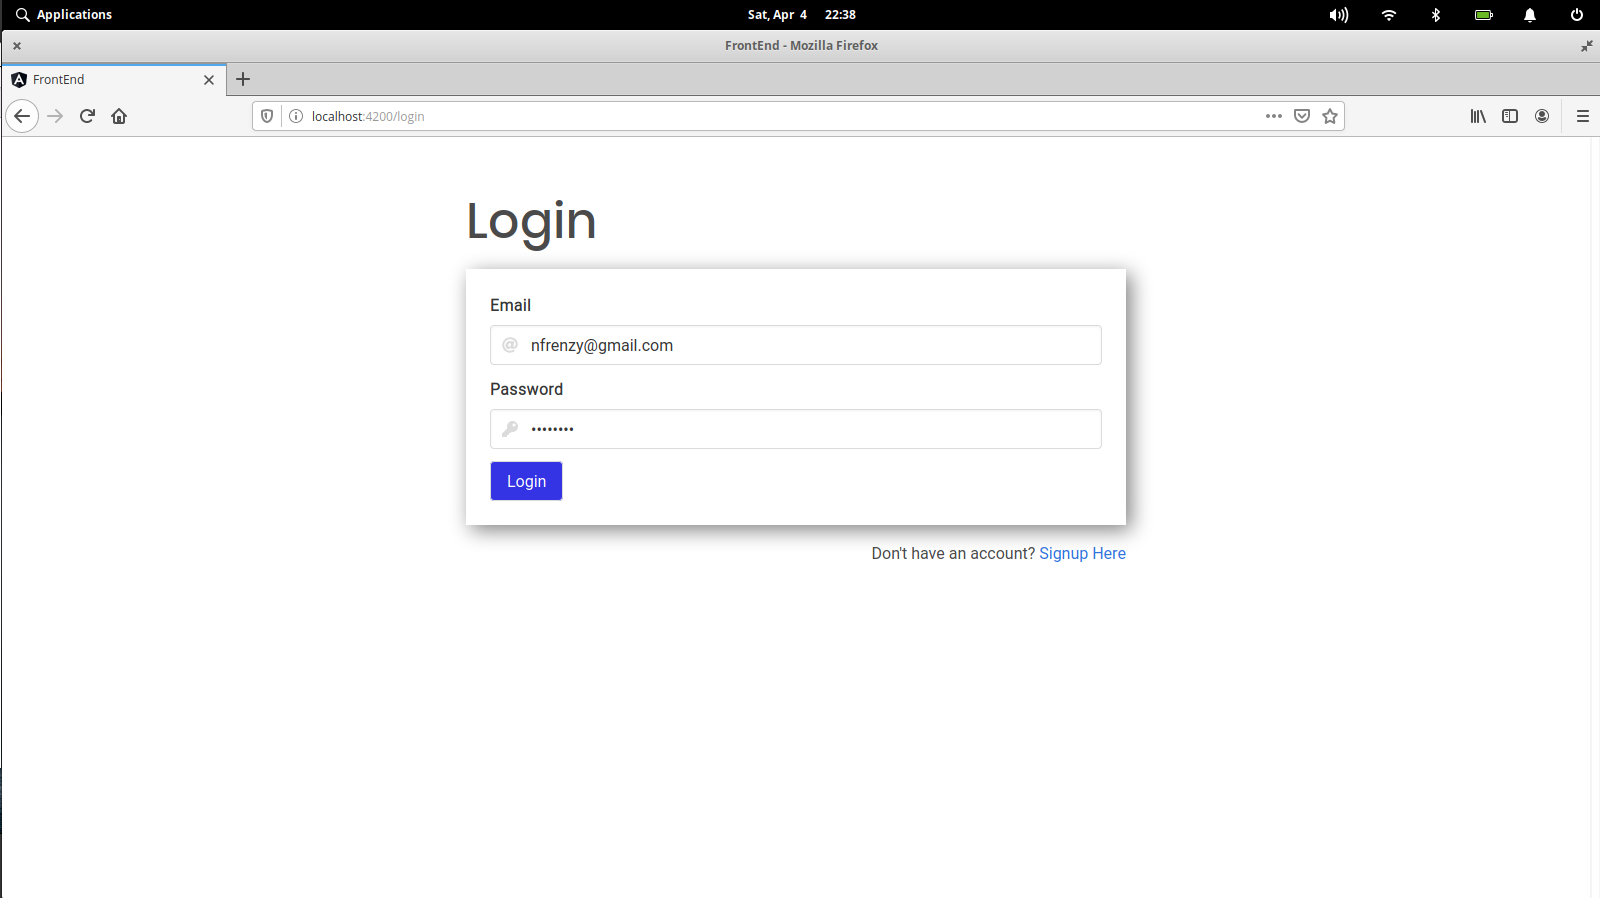 Applications
Sat, Apr 4 22:38
FrontEnd - Mozilla Firefox
FrontEnd
localhost:4200/login
Login
Email
@ nfrenzy@gmail.com
Password
••••••••
Login
Don't have an account? Signup Here